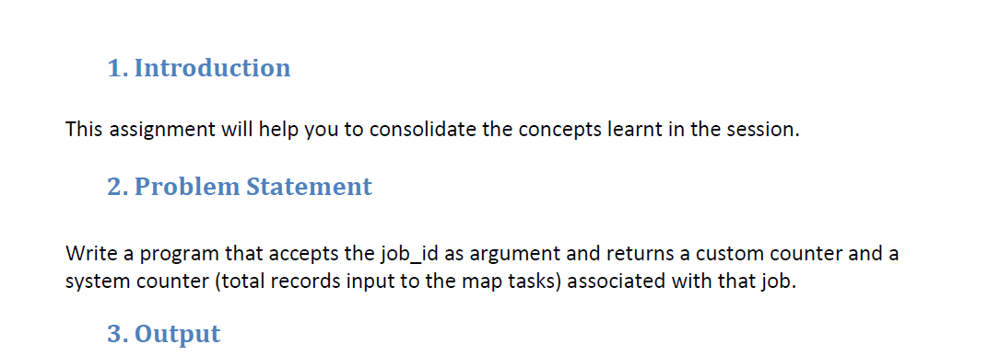 1. Introduction
This assignment will help you to consolidate the concepts learnt in the session.
2. Problem Statement
Write a program that accepts the job_id as argument and returns a custom counter and a
system counter (total records input to the map tasks) associated with that job.
3. Output